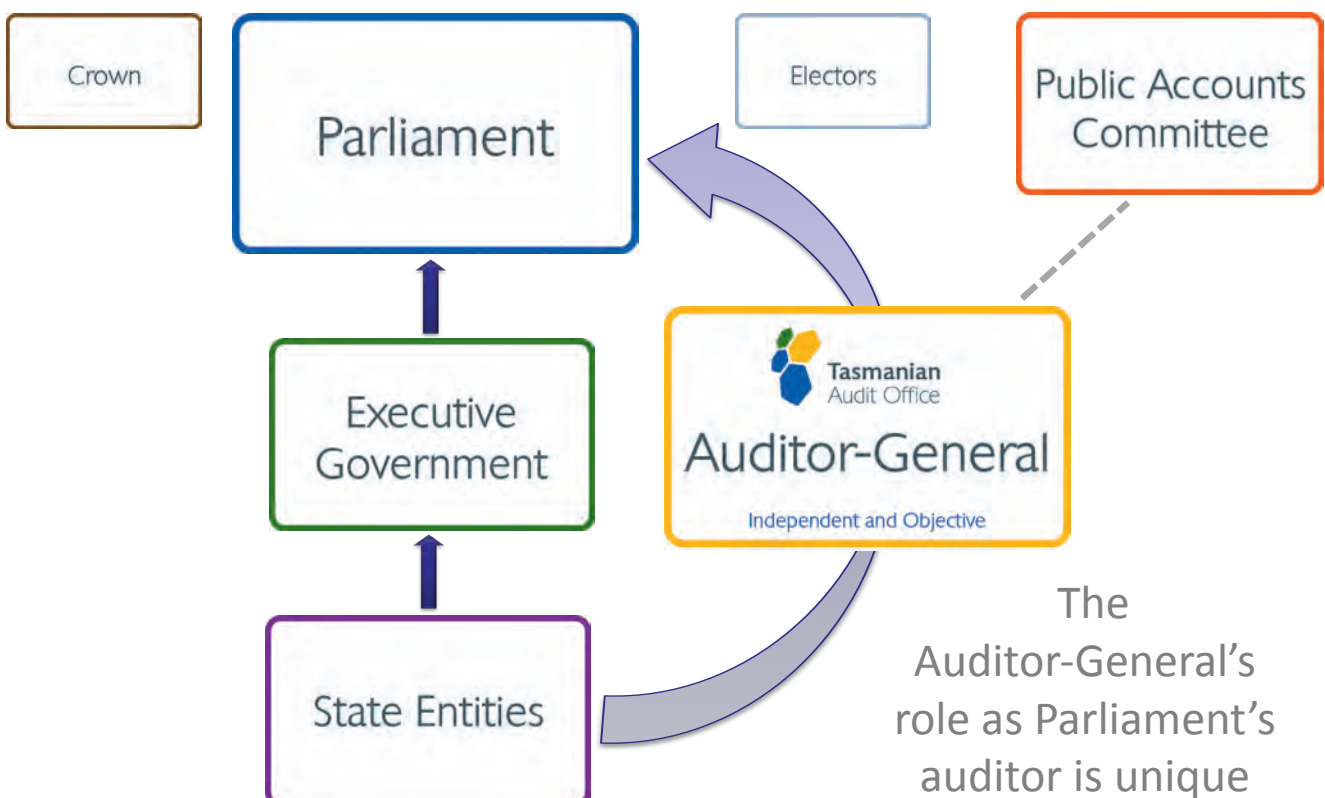 Crown
Parliament
Electors
Public Accounts
Committee
Executive
Government
Tasmanian
Audit Office
Auditor-General
Independent and Objective
State Entities
The
Auditor-General's
role as Parliament's
auditor is unique